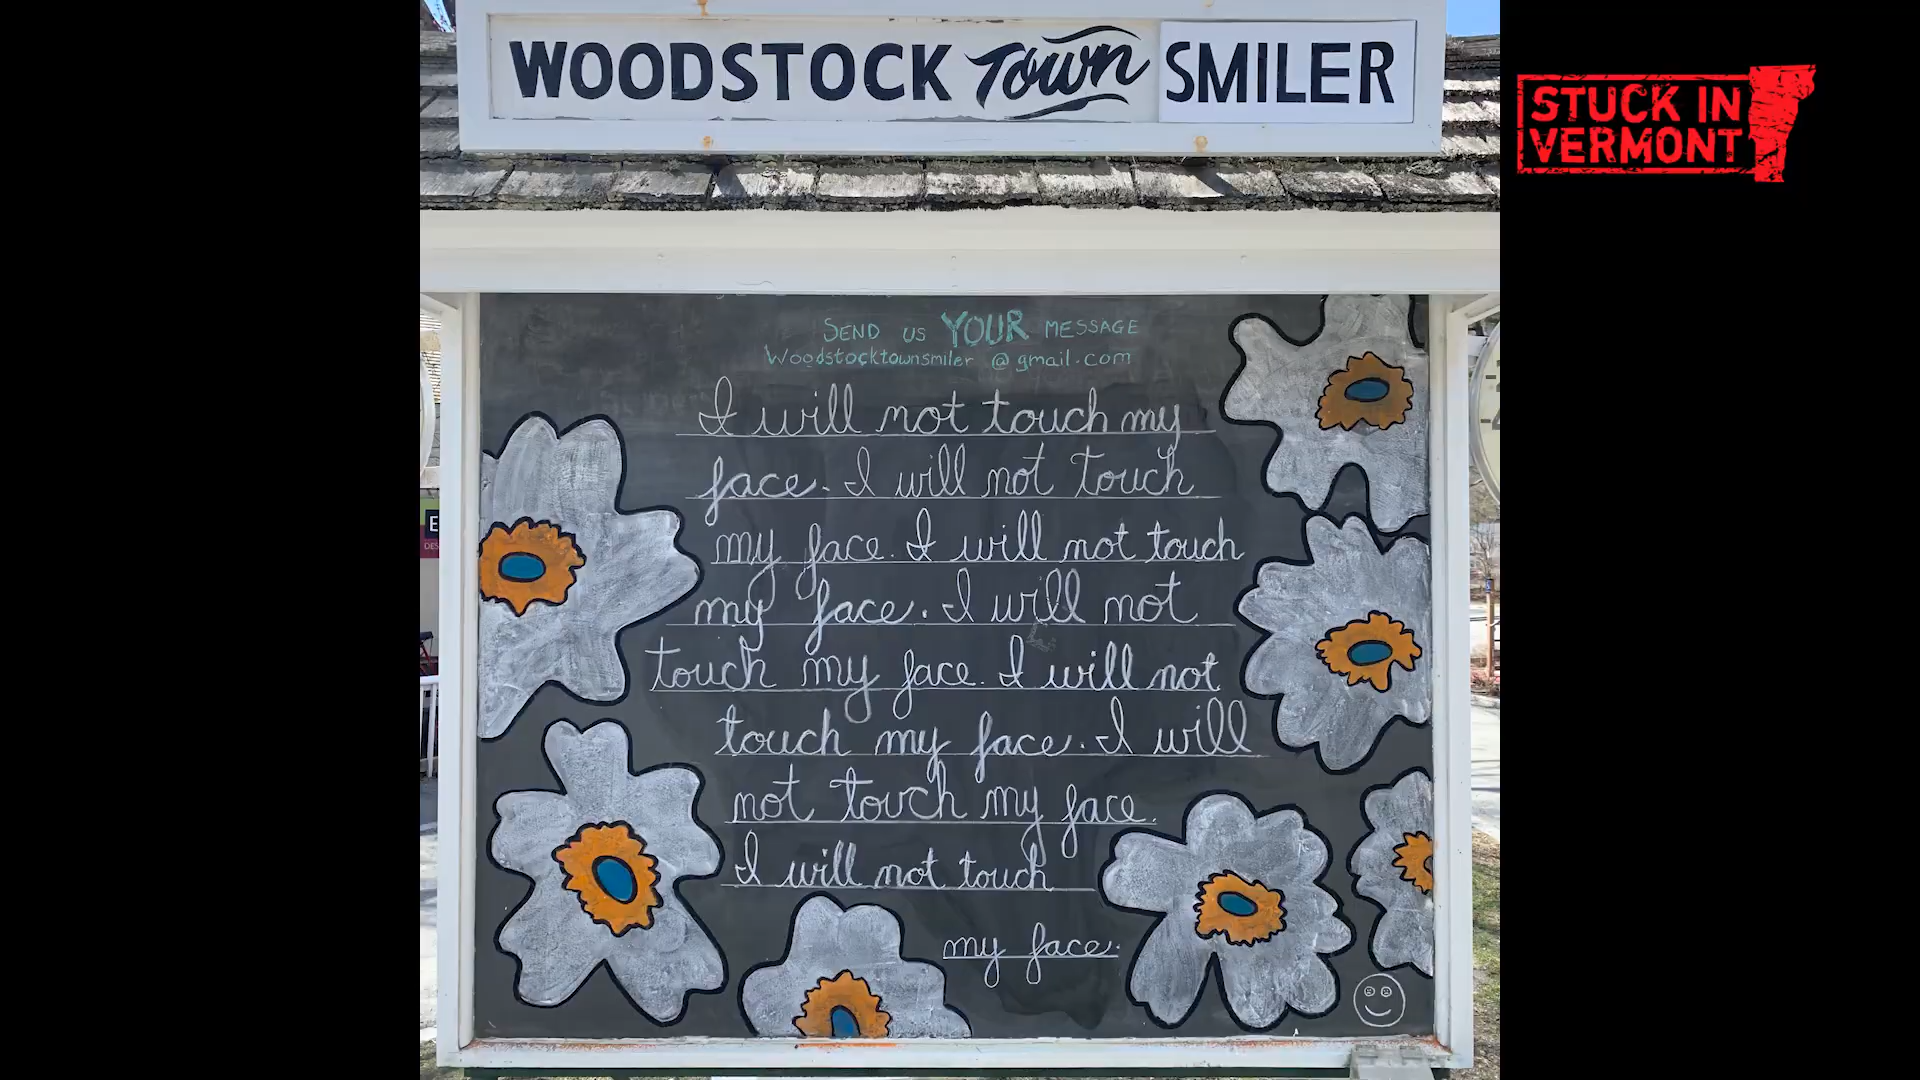 WOODSTOCK Town SMILER
STUCK IN
VERMONT
SEND US YOUR MESSAGE
Woodstocktownsmiler @gmail.com
I will not touch my
face. I will not touch
my face. I will not touch
my face. I will not
touch my face. I will not
touch my face. I will
not touch my face.
I will not touch
my face.